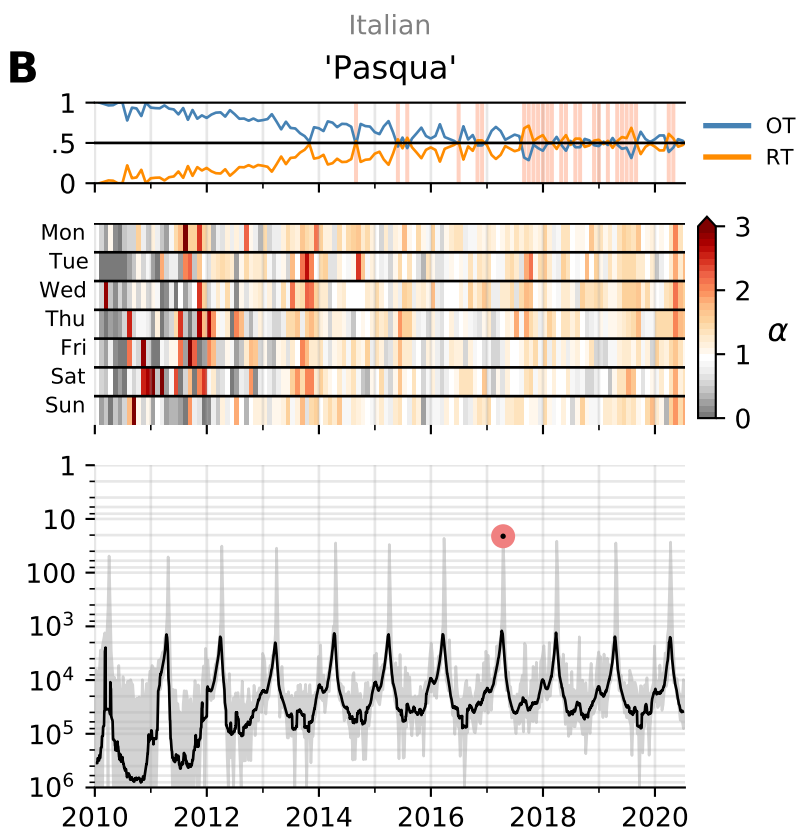 Italian
B 'Pasqua'
1
.5
0
OT
RT
Mon
Tue
Wed
Thu
Fri
Sat
Sun
3
2
1
0
α
1
10
100
10³
10⁴
10⁵
10⁶
2010 2012 2014 2016 2018 2020